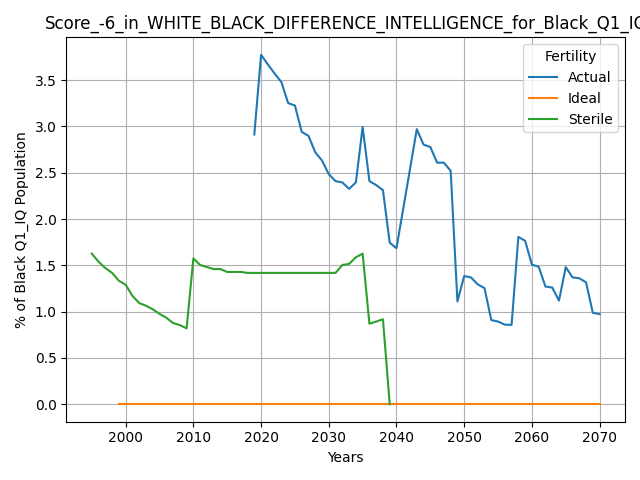 Score_-6_in_WHITE_BLACK_DIFFERENCE_INTELLIGENCE_for_Black_Q1_IQ
Fertility
Actual
Ideal
Sterile
% of Black Q1_IQ Population
3.5
3.0
2.5
2.0
1.5
1.0
0.5
0.0
2000 2010 2020 2030 2040 2050 2060 2070
Years